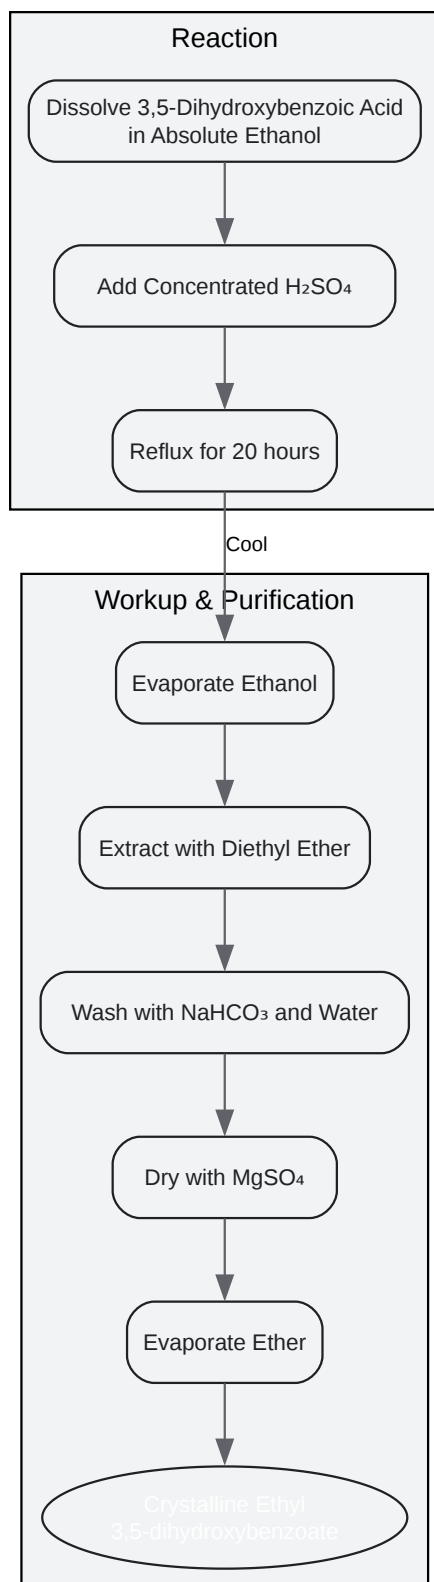 Reaction
Dissolve 3,5-Dihydroxybenzoic Acid
in Absolute Ethanol
Add Concentrated H₂SO₄
Reflux for 20 hours
Cool
Workup & Purification
Evaporate Ethanol
Extract with Diethyl Ether
Wash with NaHCO₃ and Water
Dry with MgSO₄
Evaporate Ether
Crystalline Ethyl
3,5-dihydroxybenzoate